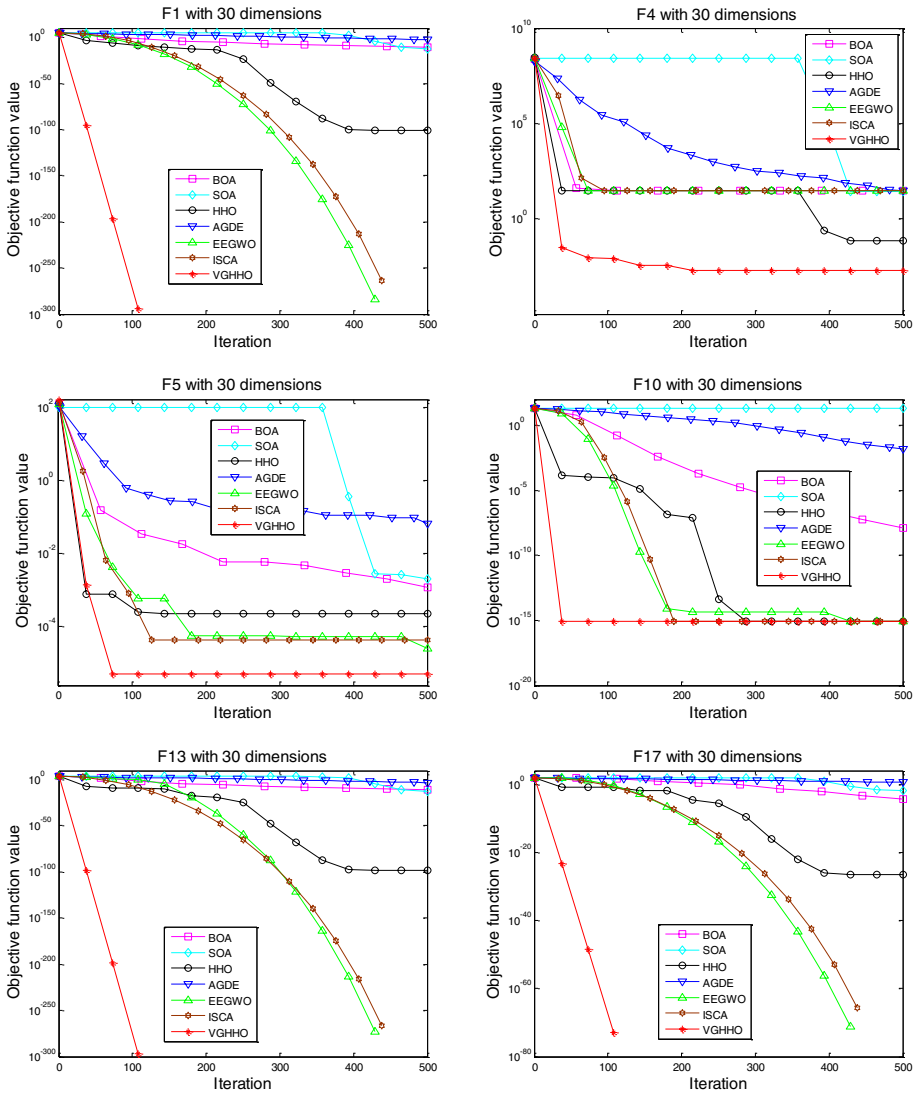 F1 with 30 dimensions
Objective function value
10^0
10^-50
10^-100
10^-150
10^-200
10^-250
10^-300
0 100 200 300 400 500
Iteration
BOA
SOA
HHO
AGDE
EEGWO
ISCA
VGHHO
F4 with 30 dimensions
Objective function value
10^10
10^5
10^0
0 100 200 300 400 500
Iteration
BOA
SOA
HHO
AGDE
EEGWO
ISCA
VGHHO
F5 with 30 dimensions
Objective function value
10^2
10^0
10^-2
10^-4
0 100 200 300 400 500
Iteration
BOA
SOA
HHO
AGDE
EEGWO
ISCA
VGHHO
F10 with 30 dimensions
Objective function value
10^0
10^-5
10^-10
10^-15
10^-20
0 100 200 300 400 500
Iteration
BOA
SOA
HHO
AGDE
EEGWO
ISCA
VGHHO
F13 with 30 dimensions
Objective function value
10^0
10^-50
10^-100
10^-150
10^-200
10^-250
10^-300
0 100 200 300 400 500
Iteration
BOA
SOA
HHO
AGDE
EEGWO
ISCA
VGHHO
F17 with 30 dimensions
Objective function value
10^0
10^-20
10^-40
10^-60
10^-80
0 100 200 300 400 500
Iteration
BOA
SOA
HHO
AGDE
EEGWO
ISCA
VGHHO